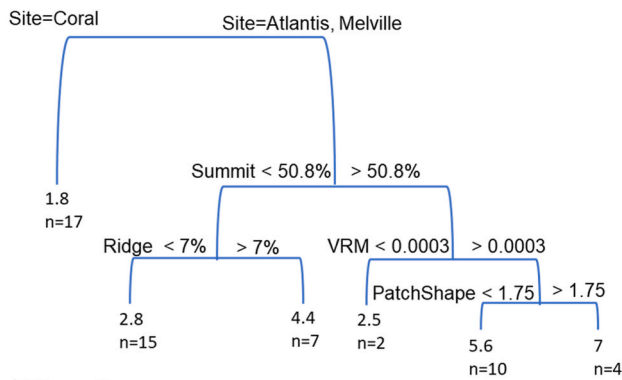 Site=Coral
Site=Atlantis, Melville
Summit < 50.8% > 50.8%
1.8
n=17
Ridge < 7% > 7%
VRM < 0.0003 > 0.0003
PatchShape < 1.75 > 1.75
2.8
n=15
4.4
n=7
2.5
n=2
5.6
n=10
7
n=4